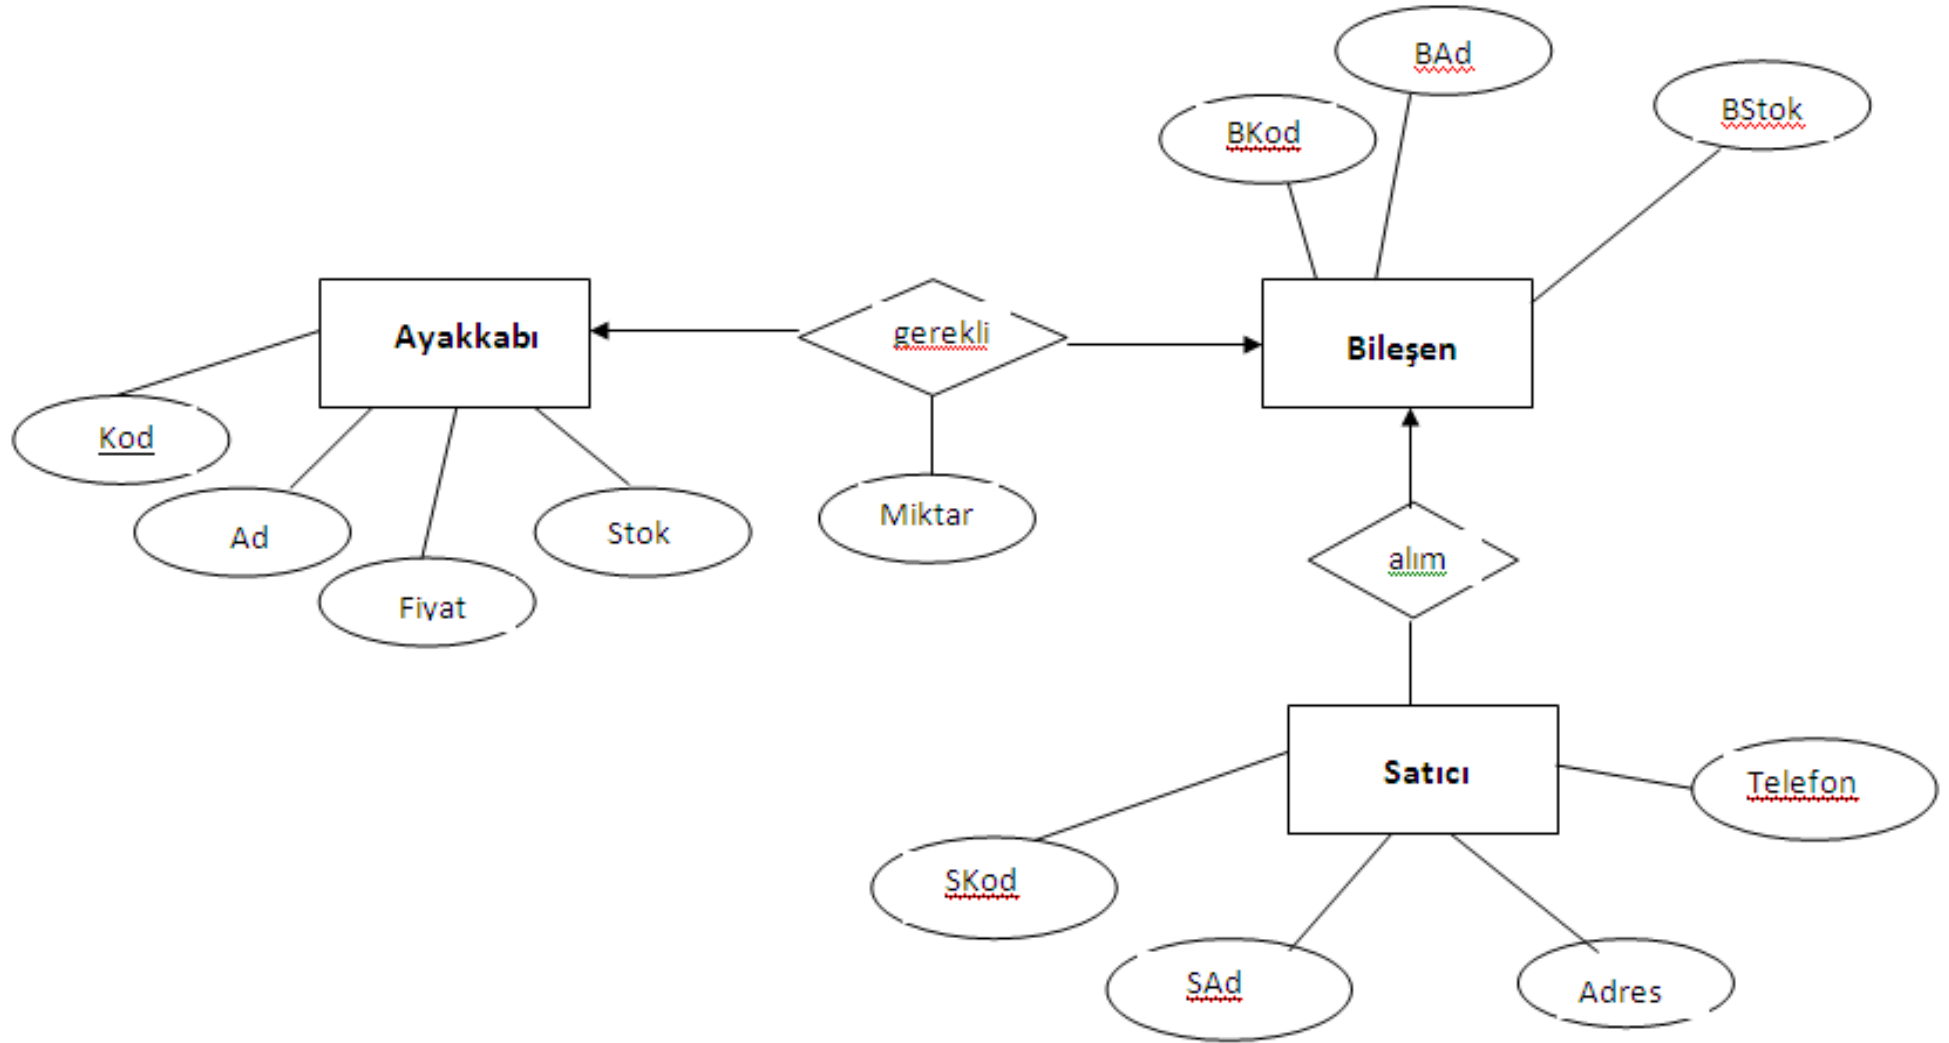 BAd
BStok
BKod
Ayakkabı
gerekli
Bileşen
Kod
Ad
Fiyat
Stok
Miktar
alım
Satıcı
Telefon
SKod
SAd
Adres